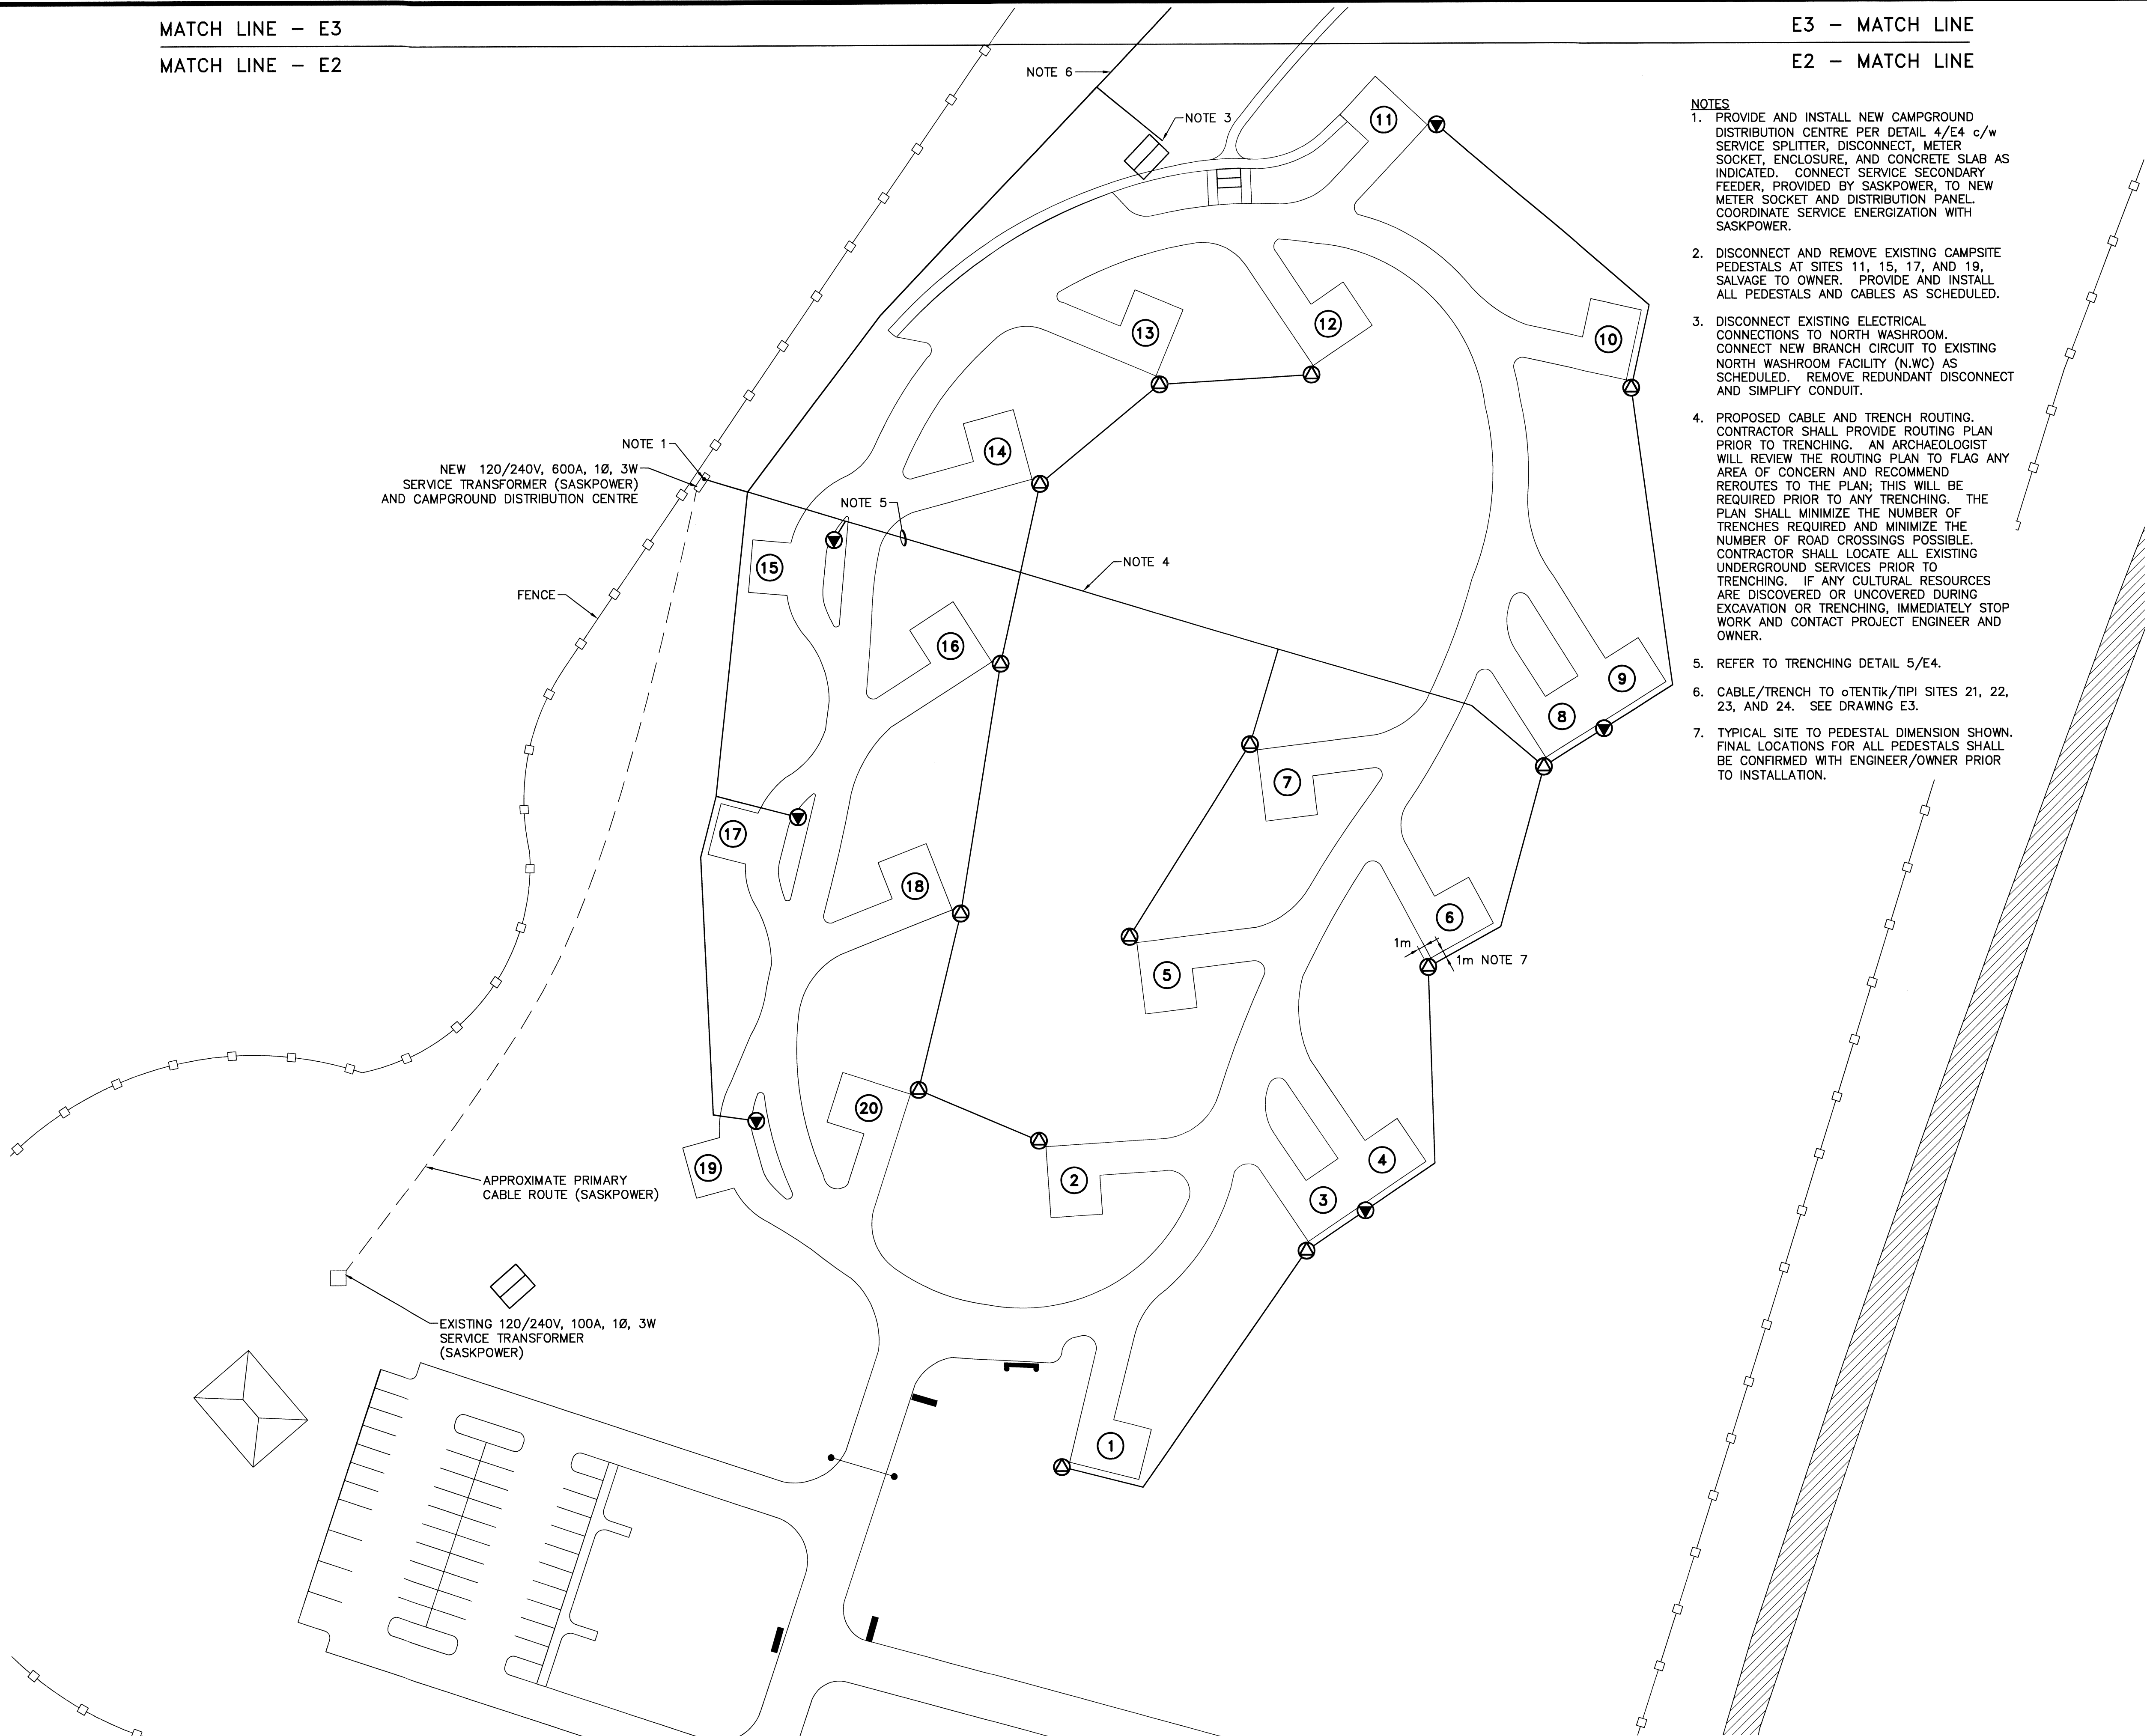 MATCH LINE – E3
MATCH LINE – E2
E3 – MATCH LINE
E2 – MATCH LINE
NOTE 6
NOTE 3
NOTE 1
NEW 120/240V, 600A, 1Ø, 3W
SERVICE TRANSFORMER (SASKPOWER)
AND CAMPGROUND DISTRIBUTION CENTRE
NOTE 5
NOTE 4
FENCE
11
10
12
13
14
15
16
9
8
7
17
18
6
1m
1m NOTE 7
5
20
19
2
4
3
1
APPROXIMATE PRIMARY
CABLE ROUTE (SASKPOWER)
EXISTING 120/240V, 100A, 1Ø, 3W
SERVICE TRANSFORMER
(SASKPOWER)
NOTES
1. PROVIDE AND INSTALL NEW CAMPGROUND
DISTRIBUTION CENTRE PER DETAIL 4/E4 c/w
SERVICE SPLITTER, DISCONNECT, METER
SOCKET, ENCLOSURE, AND CONCRETE SLAB AS
INDICATED. CONNECT SERVICE SECONDARY
FEEDER, PROVIDED BY SASKPOWER, TO NEW
METER SOCKET AND DISTRIBUTION PANEL.
COORDINATE SERVICE ENERGIZATION WITH
SASKPOWER.
2. DISCONNECT AND REMOVE EXISTING CAMPSITE
PEDESTALS AT SITES 11, 15, 17, AND 19,
SALVAGE TO OWNER. PROVIDE AND INSTALL
ALL PEDESTALS AND CABLES AS SCHEDULED.
3. DISCONNECT EXISTING ELECTRICAL
CONNECTIONS TO NORTH WASHROOM.
CONNECT NEW BRANCH CIRCUIT TO EXISTING
NORTH WASHROOM FACILITY (N.WC) AS
SCHEDULED. REMOVE REDUNDANT DISCONNECT
AND SIMPLIFY CONDUIT.
4. PROPOSED CABLE AND TRENCH ROUTING.
CONTRACTOR SHALL PROVIDE ROUTING PLAN
PRIOR TO TRENCHING. AN ARCHAEOLOGIST
WILL REVIEW THE ROUTING PLAN TO FLAG ANY
AREA OF CONCERN AND RECOMMEND
REROUTES TO THE PLAN; THIS WILL BE
REQUIRED PRIOR TO ANY TRENCHING. THE
PLAN SHALL MINIMIZE THE NUMBER OF
TRENCHES REQUIRED AND MINIMIZE THE
NUMBER OF ROAD CROSSINGS POSSIBLE.
CONTRACTOR SHALL LOCATE ALL EXISTING
UNDERGROUND SERVICES PRIOR TO
TRENCHING. IF ANY CULTURAL RESOURCES
ARE DISCOVERED OR UNCOVERED DURING
EXCAVATION OR TRENCHING, IMMEDIATELY STOP
WORK AND CONTACT PROJECT ENGINEER AND
OWNER.
5. REFER TO TRENCHING DETAIL 5/E4.
6. CABLE/TRENCH TO oTENTik/TIPI SITES 21, 22,
23, AND 24. SEE DRAWING E3.
7. TYPICAL SITE TO PEDESTAL DIMENSION SHOWN.
FINAL LOCATIONS FOR ALL PEDESTALS SHALL
BE CONFIRMED WITH ENGINEER/OWNER PRIOR
TO INSTALLATION.